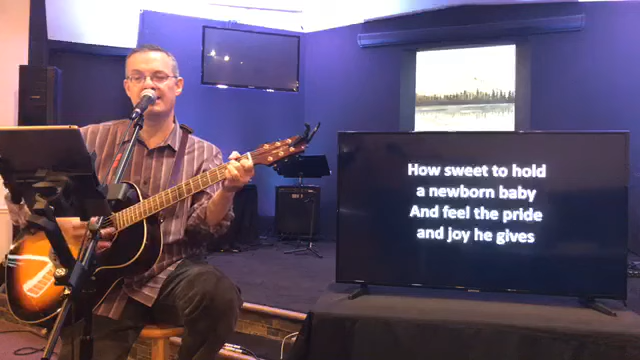 How sweet to hold
a newborn baby
And feel the pride
and joy he gives